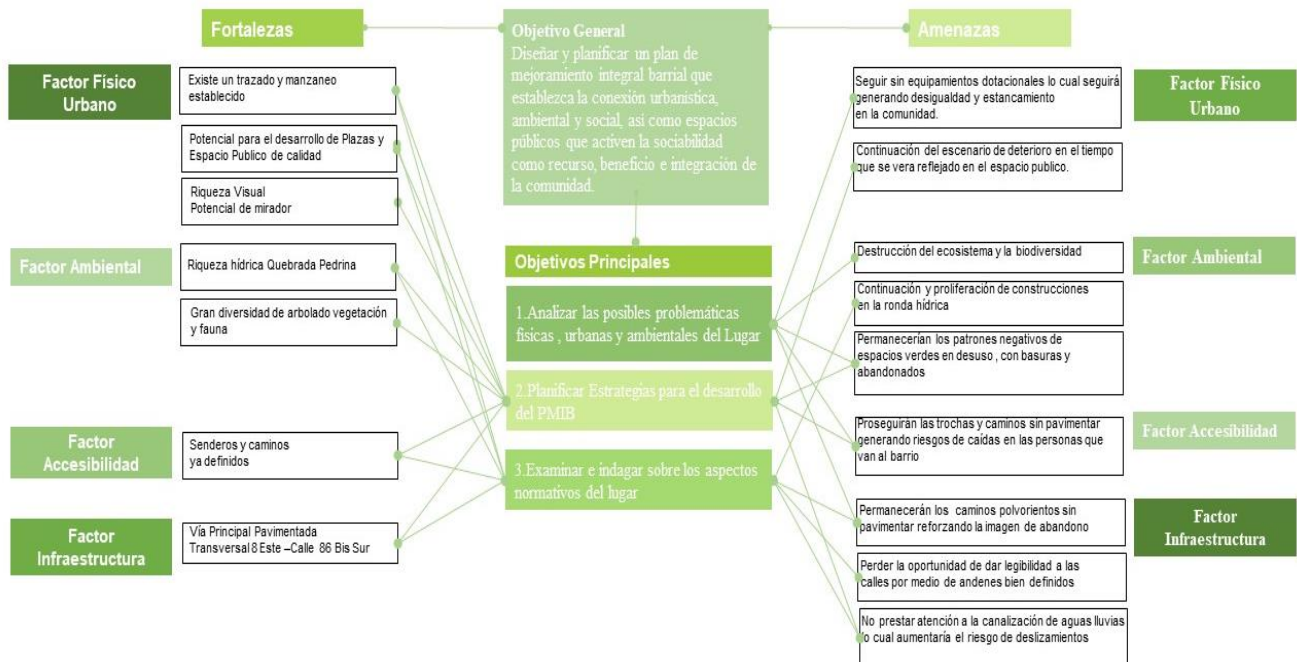 Fortalezas
Factor Físico
Urbano
Existe un trazado y manzaneo
establecido
Potencial para el desarrollo de Plazas y
Espacio Publico de calidad
Riqueza Visual
Potencial de mirador
Factor Ambiental
Riqueza hídrica Quebrada Pedrina
Gran diversidad de arbolado vegetación
y fauna
Factor
Accesibilidad
Senderos y caminos
ya definidos
Factor
Infraestructura
Vía Principal Pavimentada
Transversal 8 Este –Calle 86 Bis Sur
Objetivo General
Diseñar y planificar un plan de
mejoramiento integral barrial que
establezca la conexión urbanística,
ambiental y social, asi como espacios
públicos que activen la sociabilidad
como recurso, beneficio e integración de
la comunidad.
Objetivos Principales
1.Analizar las posibles problemáticas
físicas , urbanas y ambientales del Lugar
2.Planificar Estrategias para el desarrollo
del PMIB
3.Examinar e indagar sobre los aspectos
normativos del lugar
Amenazas
Seguir sin equipamientos dotacionales lo cual seguirá
generando desigualdad y estancamiento
en la comunidad.
Continuación del escenario de deterioro en el tiempo
que se vera reflejado en el espacio publico.
Factor Físico
Urbano
Destrucción del ecosistema y la biodiversidad
Continuación y proliferación de construcciones
en la ronda hídrica
Permanecerían los patrones negativos de
espacios verdes en desuso , con basuras y
abandonados
Factor Ambiental
Proseguirán las trochas y caminos sin pavimentar
generando riesgos de caídas en las personas que
van al barrio
Factor Accesibilidad
Permanecerán los caminos polvorientos sin
pavimentar reforzando la imagen de abandono
Perder la oportunidad de dar legibilidad a las
calles por medio de andenes bien definidos
No prestar atención a la canalización de aguas lluvias
lo cual aumentaría el riesgo de deslizamientos
Factor
Infraestructura